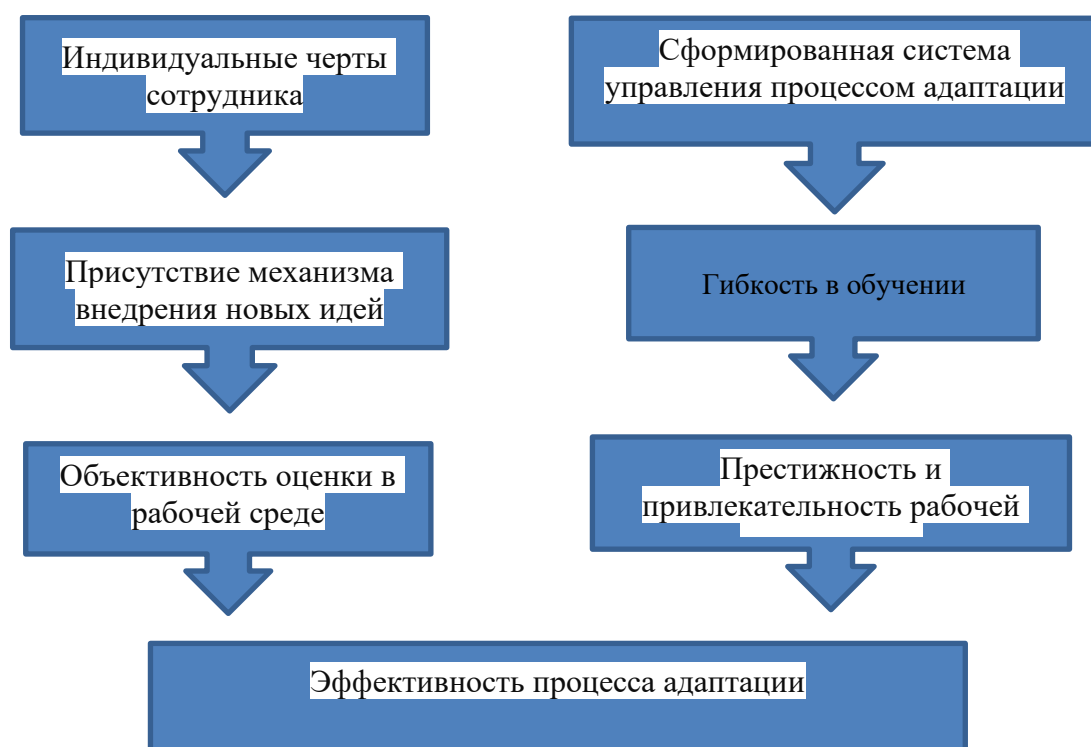 Индивидуальные черты
сотрудника
Сформированная система
управления процессом адаптации
Присутствие механизма
внедрения новых идей
Гибкость в обучении
Объективность оценки в
рабочей среде
Престижность и
привлекательность рабочей
Эффективность процесса адаптации